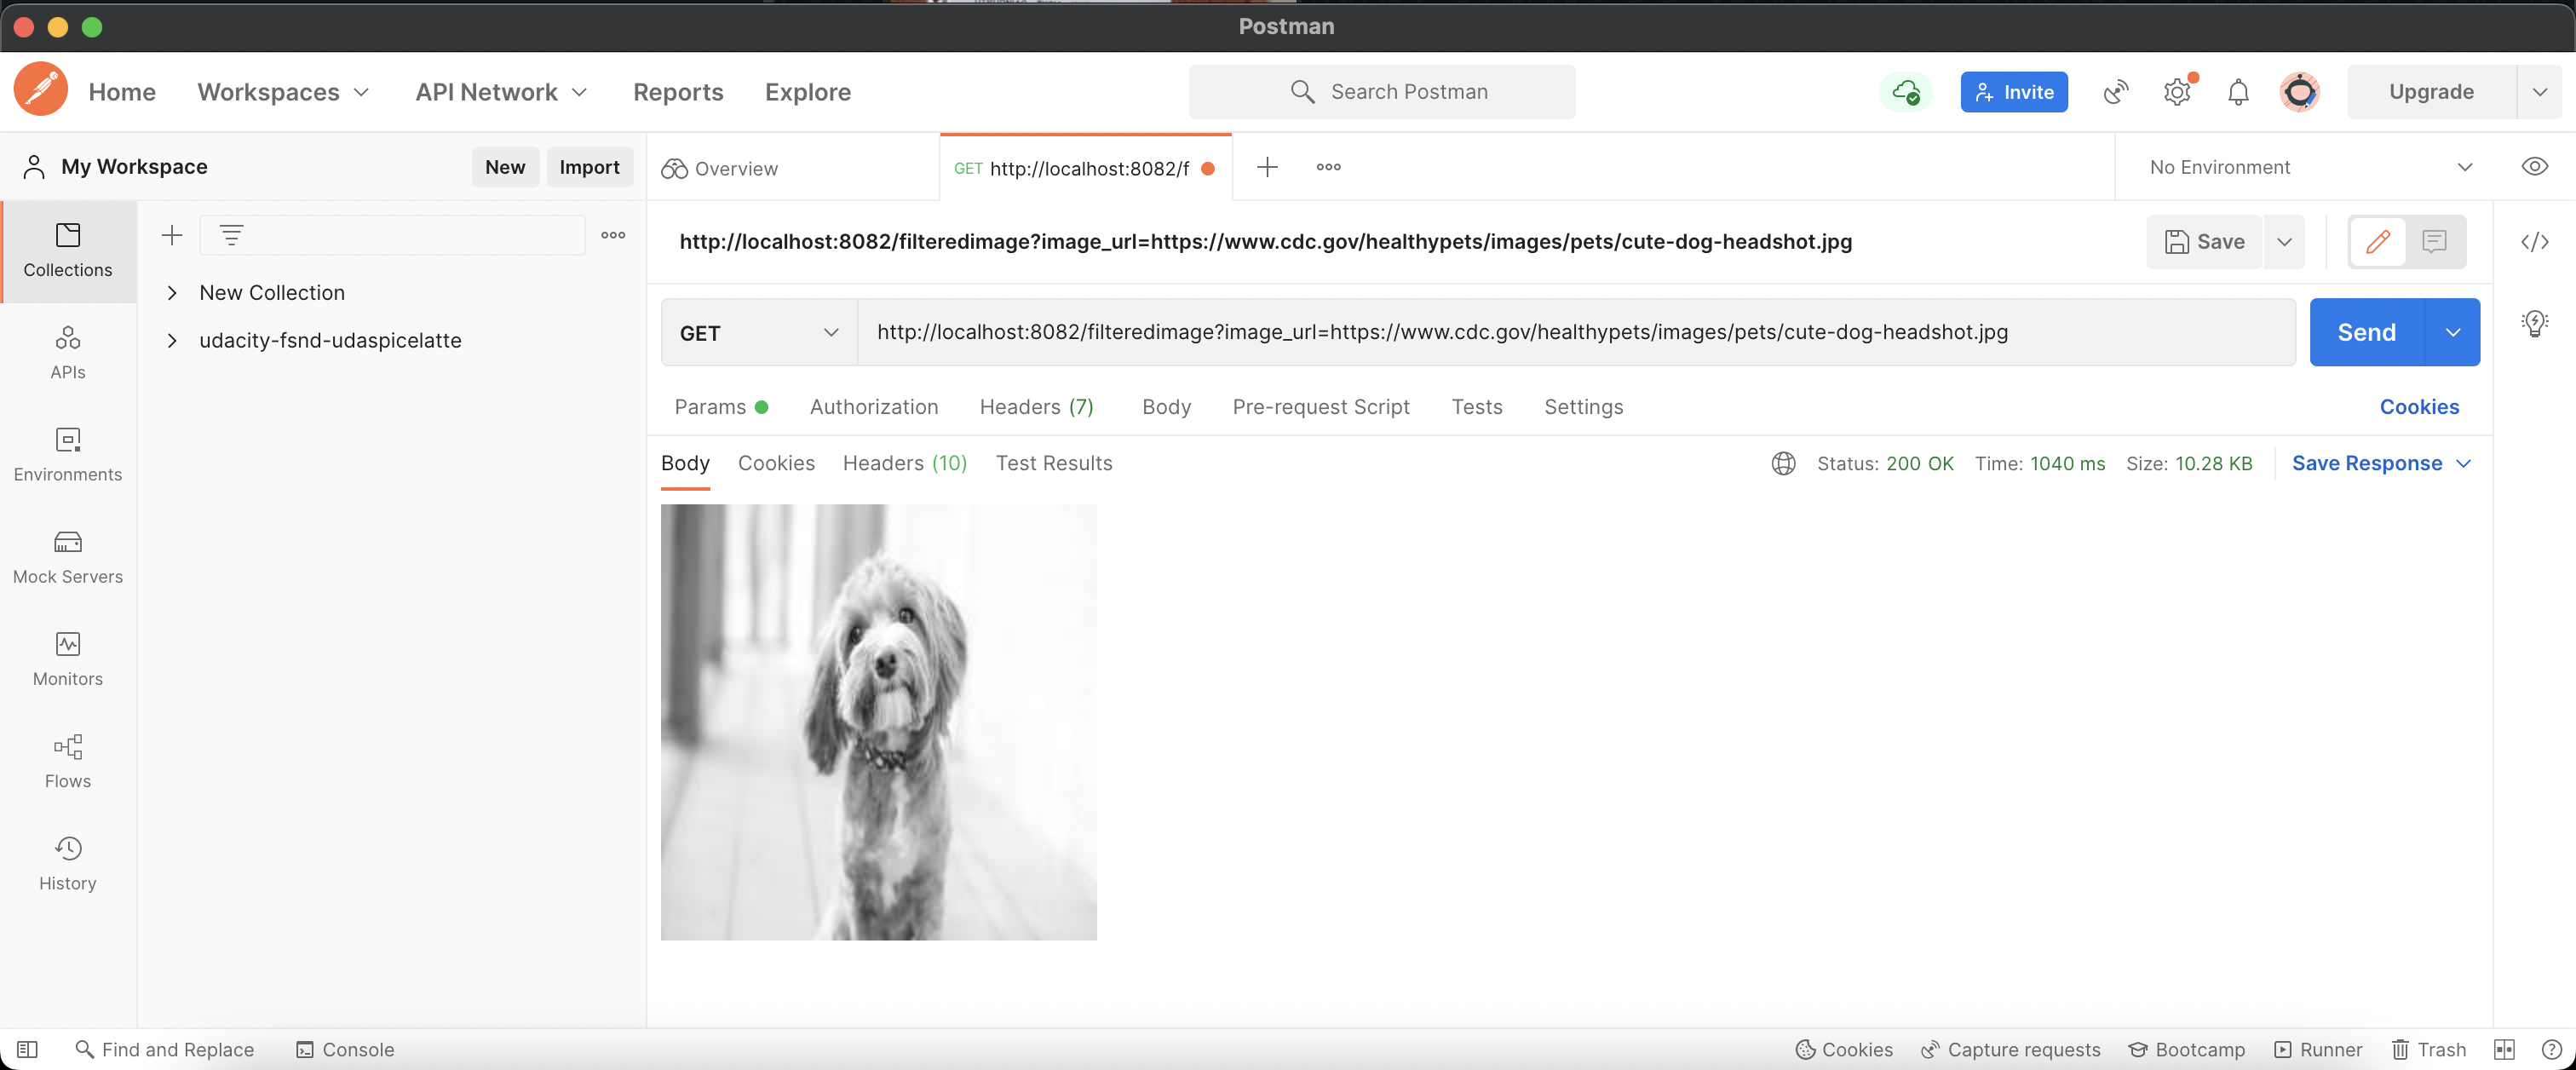 Postman
Home Workspaces API Network Reports Explore Search Postman Invite Upgrade
My Workspace New Import Overview GET http://localhost:8082/f No Environment
Collections
APIs
Environments
Mock Servers
Monitors
Flows
History
New Collection
udacity-fsnd-udaspicelatte
http://localhost:8082/filteredimage?image_url=https://www.cdc.gov/healthypets/images/pets/cute-dog-headshot.jpg Save
GET http://localhost:8082/filteredimage?image_url=https://www.cdc.gov/healthypets/images/pets/cute-dog-headshot.jpg Send
Params Authorization Headers (7) Body Pre-request Script Tests Settings Cookies
Body Cookies Headers (10) Test Results Status: 200 OK Time: 1040 ms Size: 10.28 KB Save Response
Find and Replace Console Cookies Capture requests Bootcamp Runner Trash